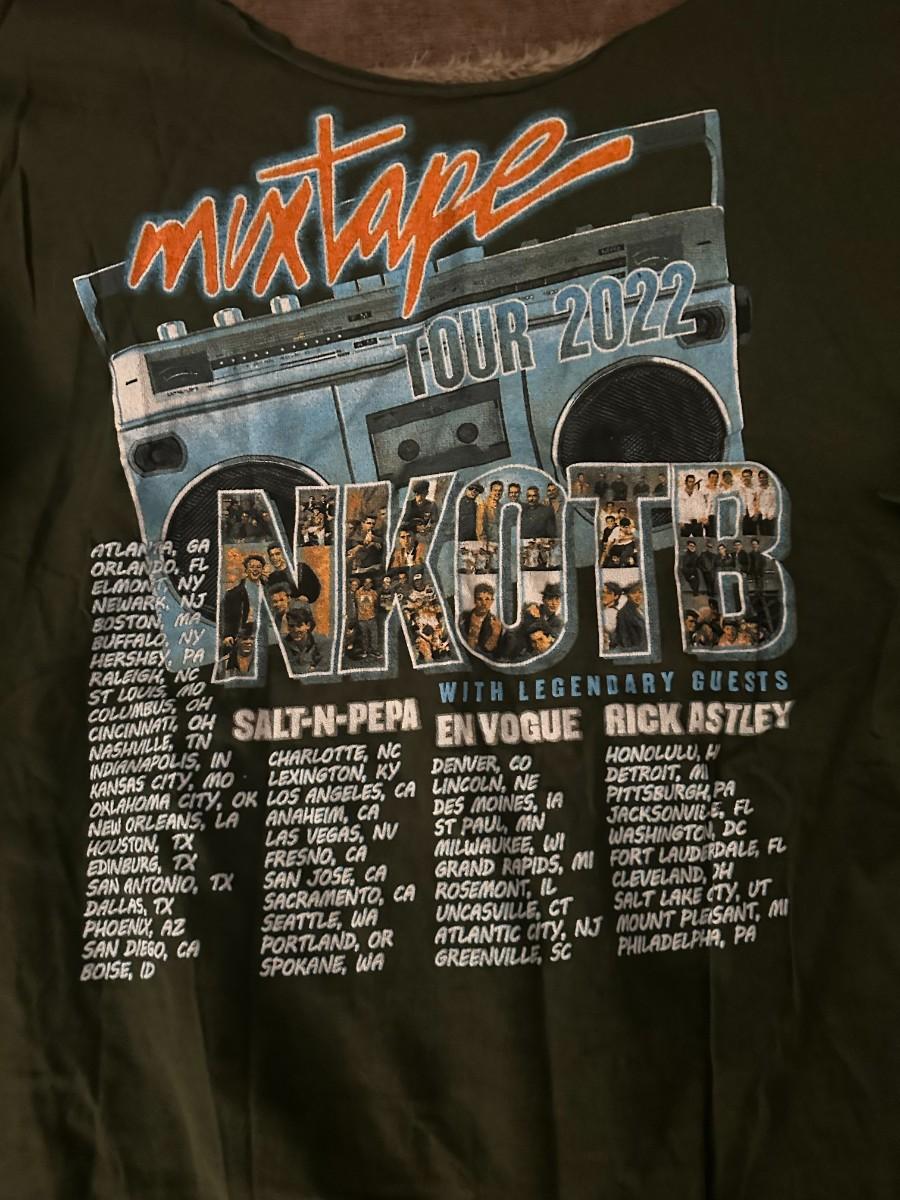 mixtape
TOUR 2022
NKOTB
WITH LEGENDARY GUESTS
SALT-N-PEPA
EN VOGUE
RICK ASTLEY
ATLANTA, GA
ORLANDO, FL
ELMONT, NY
NEWARK, NJ
BOSTON, MA
BUFFALO, NY
HERSHEY, PA
RALEIGH, NC
ST LOUIS, MO
COLUMBUS, OH
CINCINNATI, OH
NASHVILLE, TN
INDIANAPOLIS, IN
KANSAS CITY, MO
OKLAHOMA CITY, OK
NEW ORLEANS, LA
HOUSTON, TX
EDINBURG, TX
SAN ANTONIO, TX
DALLAS, TX
PHOENIX, AZ
SAN DIEGO, CA
BOISE, ID
CHARLOTTE, NC
LEXINGTON, KY
LOS ANGELES, CA
ANAHEIM, CA
LAS VEGAS, NV
FRESNO, CA
SAN JOSE, CA
SACRAMENTO, CA
SEATTLE, WA
PORTLAND, OR
SPOKANE, WA
DENVER, CO
LINCOLN, NE
DES MOINES, IA
ST PAUL, MN
MILWAUKEE, WI
GRAND RAPIDS, MI
ROSEMONT, IL
UNCASVILLE, CT
ATLANTIC CITY, NJ
GREENVILLE, SC
HONOLULU, HI
DETROIT, MI
PITTSBURGH, PA
JACKSONVILLE, FL
WASHINGTON, DC
FORT LAUDERDALE, FL
CLEVELAND, OH
SALT LAKE CITY, UT
MOUNT PLEASANT, MI
PHILADELPHIA, PA